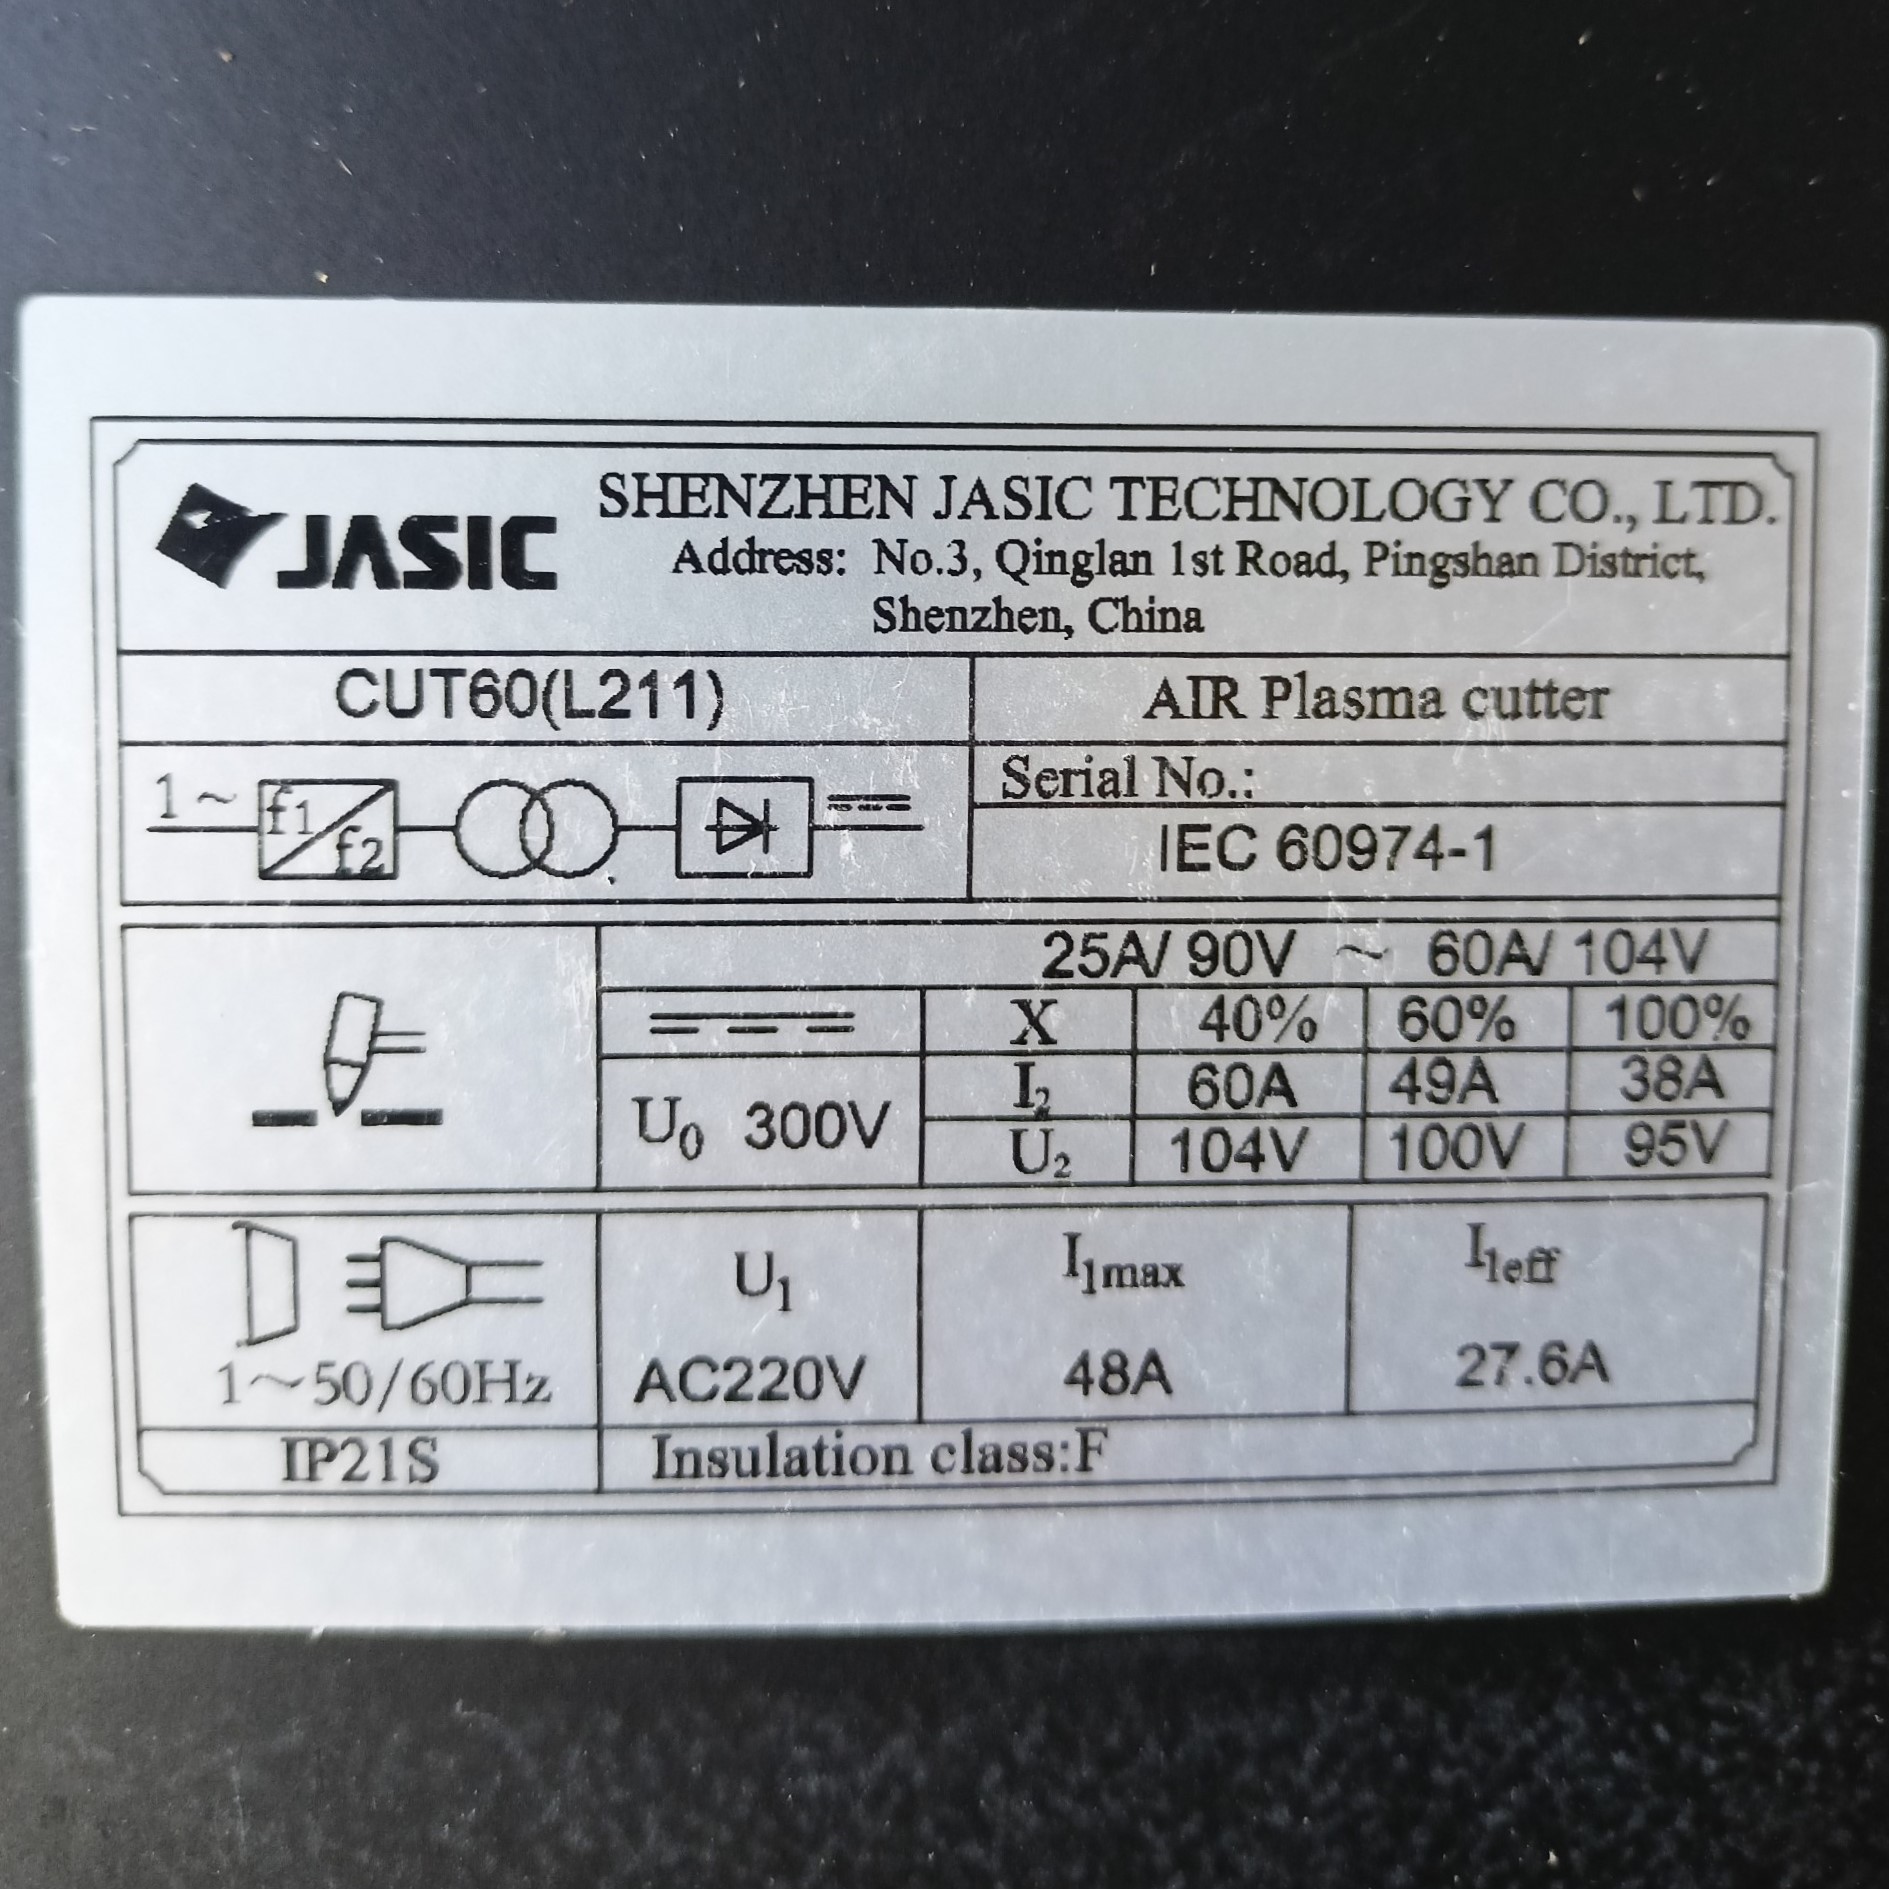 JASIC
SHENZHEN JASIC TECHNOLOGY CO., LTD.
Address: No.3, Qinglan 1st Road, Pingshan District,
Shenzhen, China
CUT60(L211)
AIR Plasma cutter
1~ f1 f2
Serial No.:
IEC 60974-1
25A/ 90V ~ 60A/ 104V
X 40% 60% 100%
I2 60A 49A 38A
U0 300V
U2 104V 100V 95V
U1 I1max I1eff
1~50/60Hz AC220V 48A 27.6A
IP21S Insulation class:F